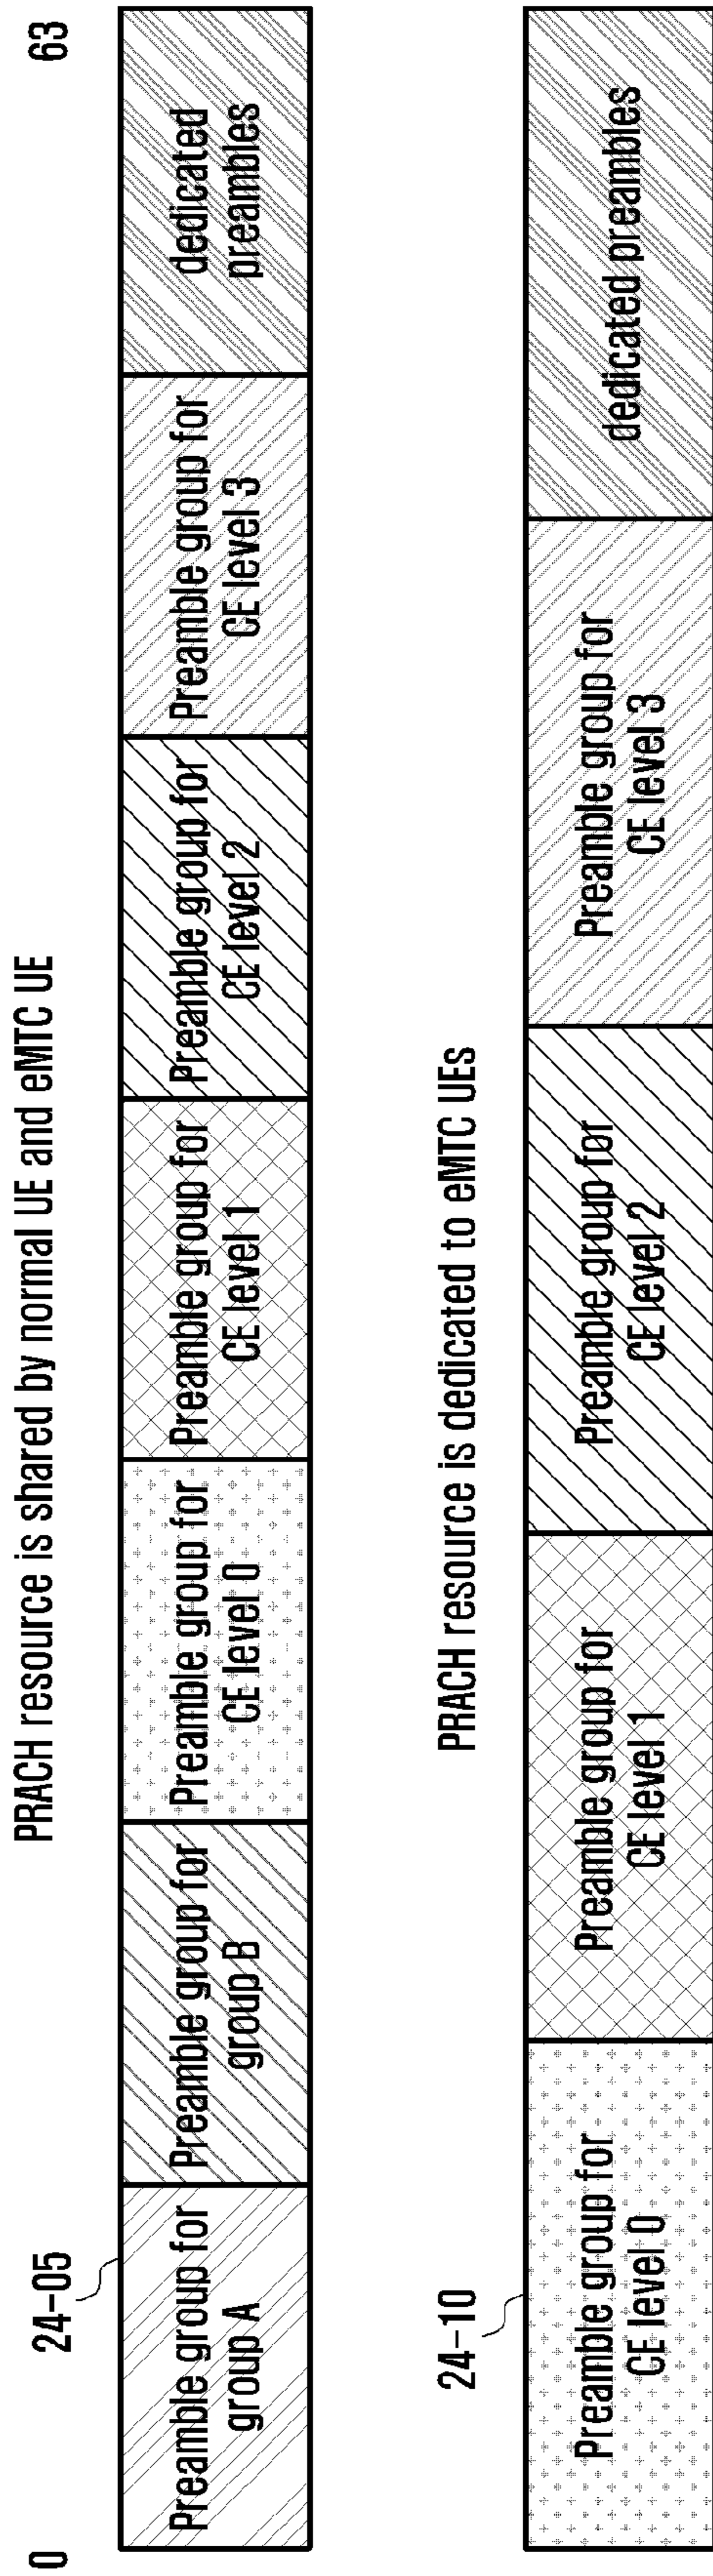 PRACH resource is shared by normal UE and eMTC UE
0
24-05
63
Preamble group for
group A
Preamble group for
group B
Preamble group for
CE level 0
Preamble group for
CE level 1
Preamble group for
CE level 2
Preamble group for
CE level 3
dedicated
preambles
PRACH resource is dedicated to eMTC UEs
24-10
Preamble group for
CE level 0
Preamble group for
CE level 1
Preamble group for
CE level 2
Preamble group for
CE level 3
dedicated preambles